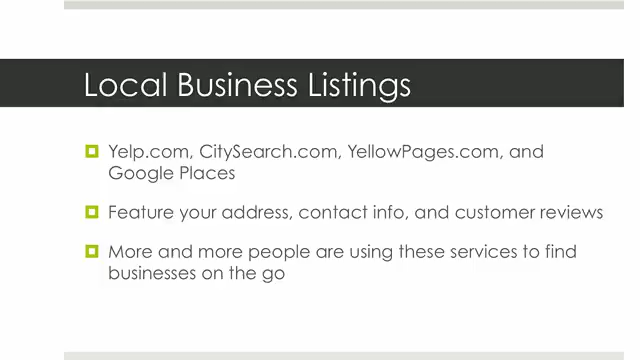 Local Business Listings
Yelp.com, CitySearch.com, YellowPages.com, and
Google Places
Feature your address, contact info, and customer reviews
More and more people are using these services to find
businesses on the go